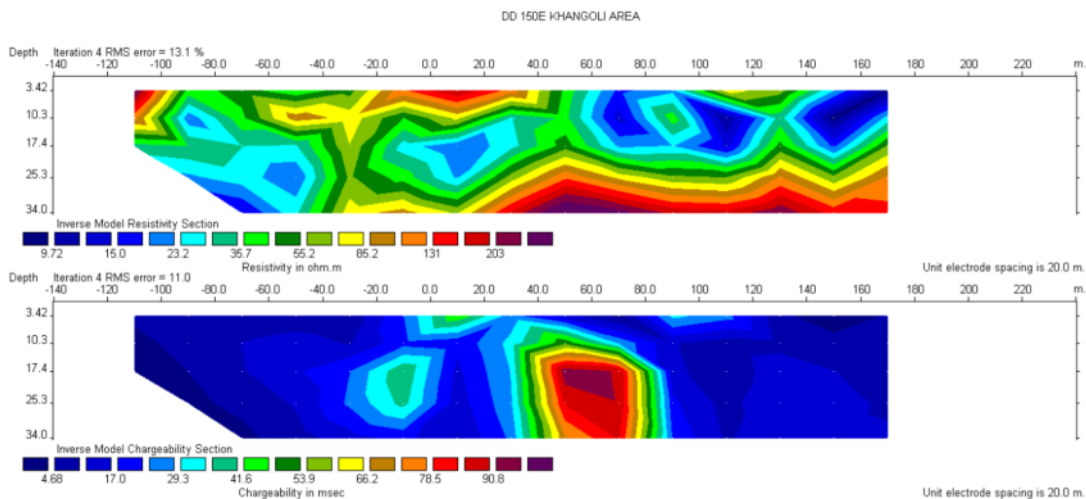 DD 150E KHANGOLI AREA
Depth Iteration 4 RMS error = 13.1 %
-140 -120 -100 -80.0 -60.0 -40.0 -20.0 0.0 20.0 40.0 60.0 80.0 100 120 140 160 180 200 220 m.
3.42
10.3
17.4
25.3
34.0
Inverse Model Resistivity Section
9.72 15.0 23.2 35.7 55.2 85.2 131 203
Resistivity in ohm.m Unit electrode spacing is 20.0 m.
Depth Iteration 4 RMS error = 11.0
-140 -120 -100 -80.0 -60.0 -40.0 -20.0 0.0 20.0 40.0 60.0 80.0 100 120 140 160 180 200 220 m.
3.42
10.3
17.4
25.3
34.0
Inverse Model Chargeability Section
4.68 17.0 29.3 41.6 53.9 66.2 78.5 90.8
Chargeability in msec Unit electrode spacing is 20.0 m.